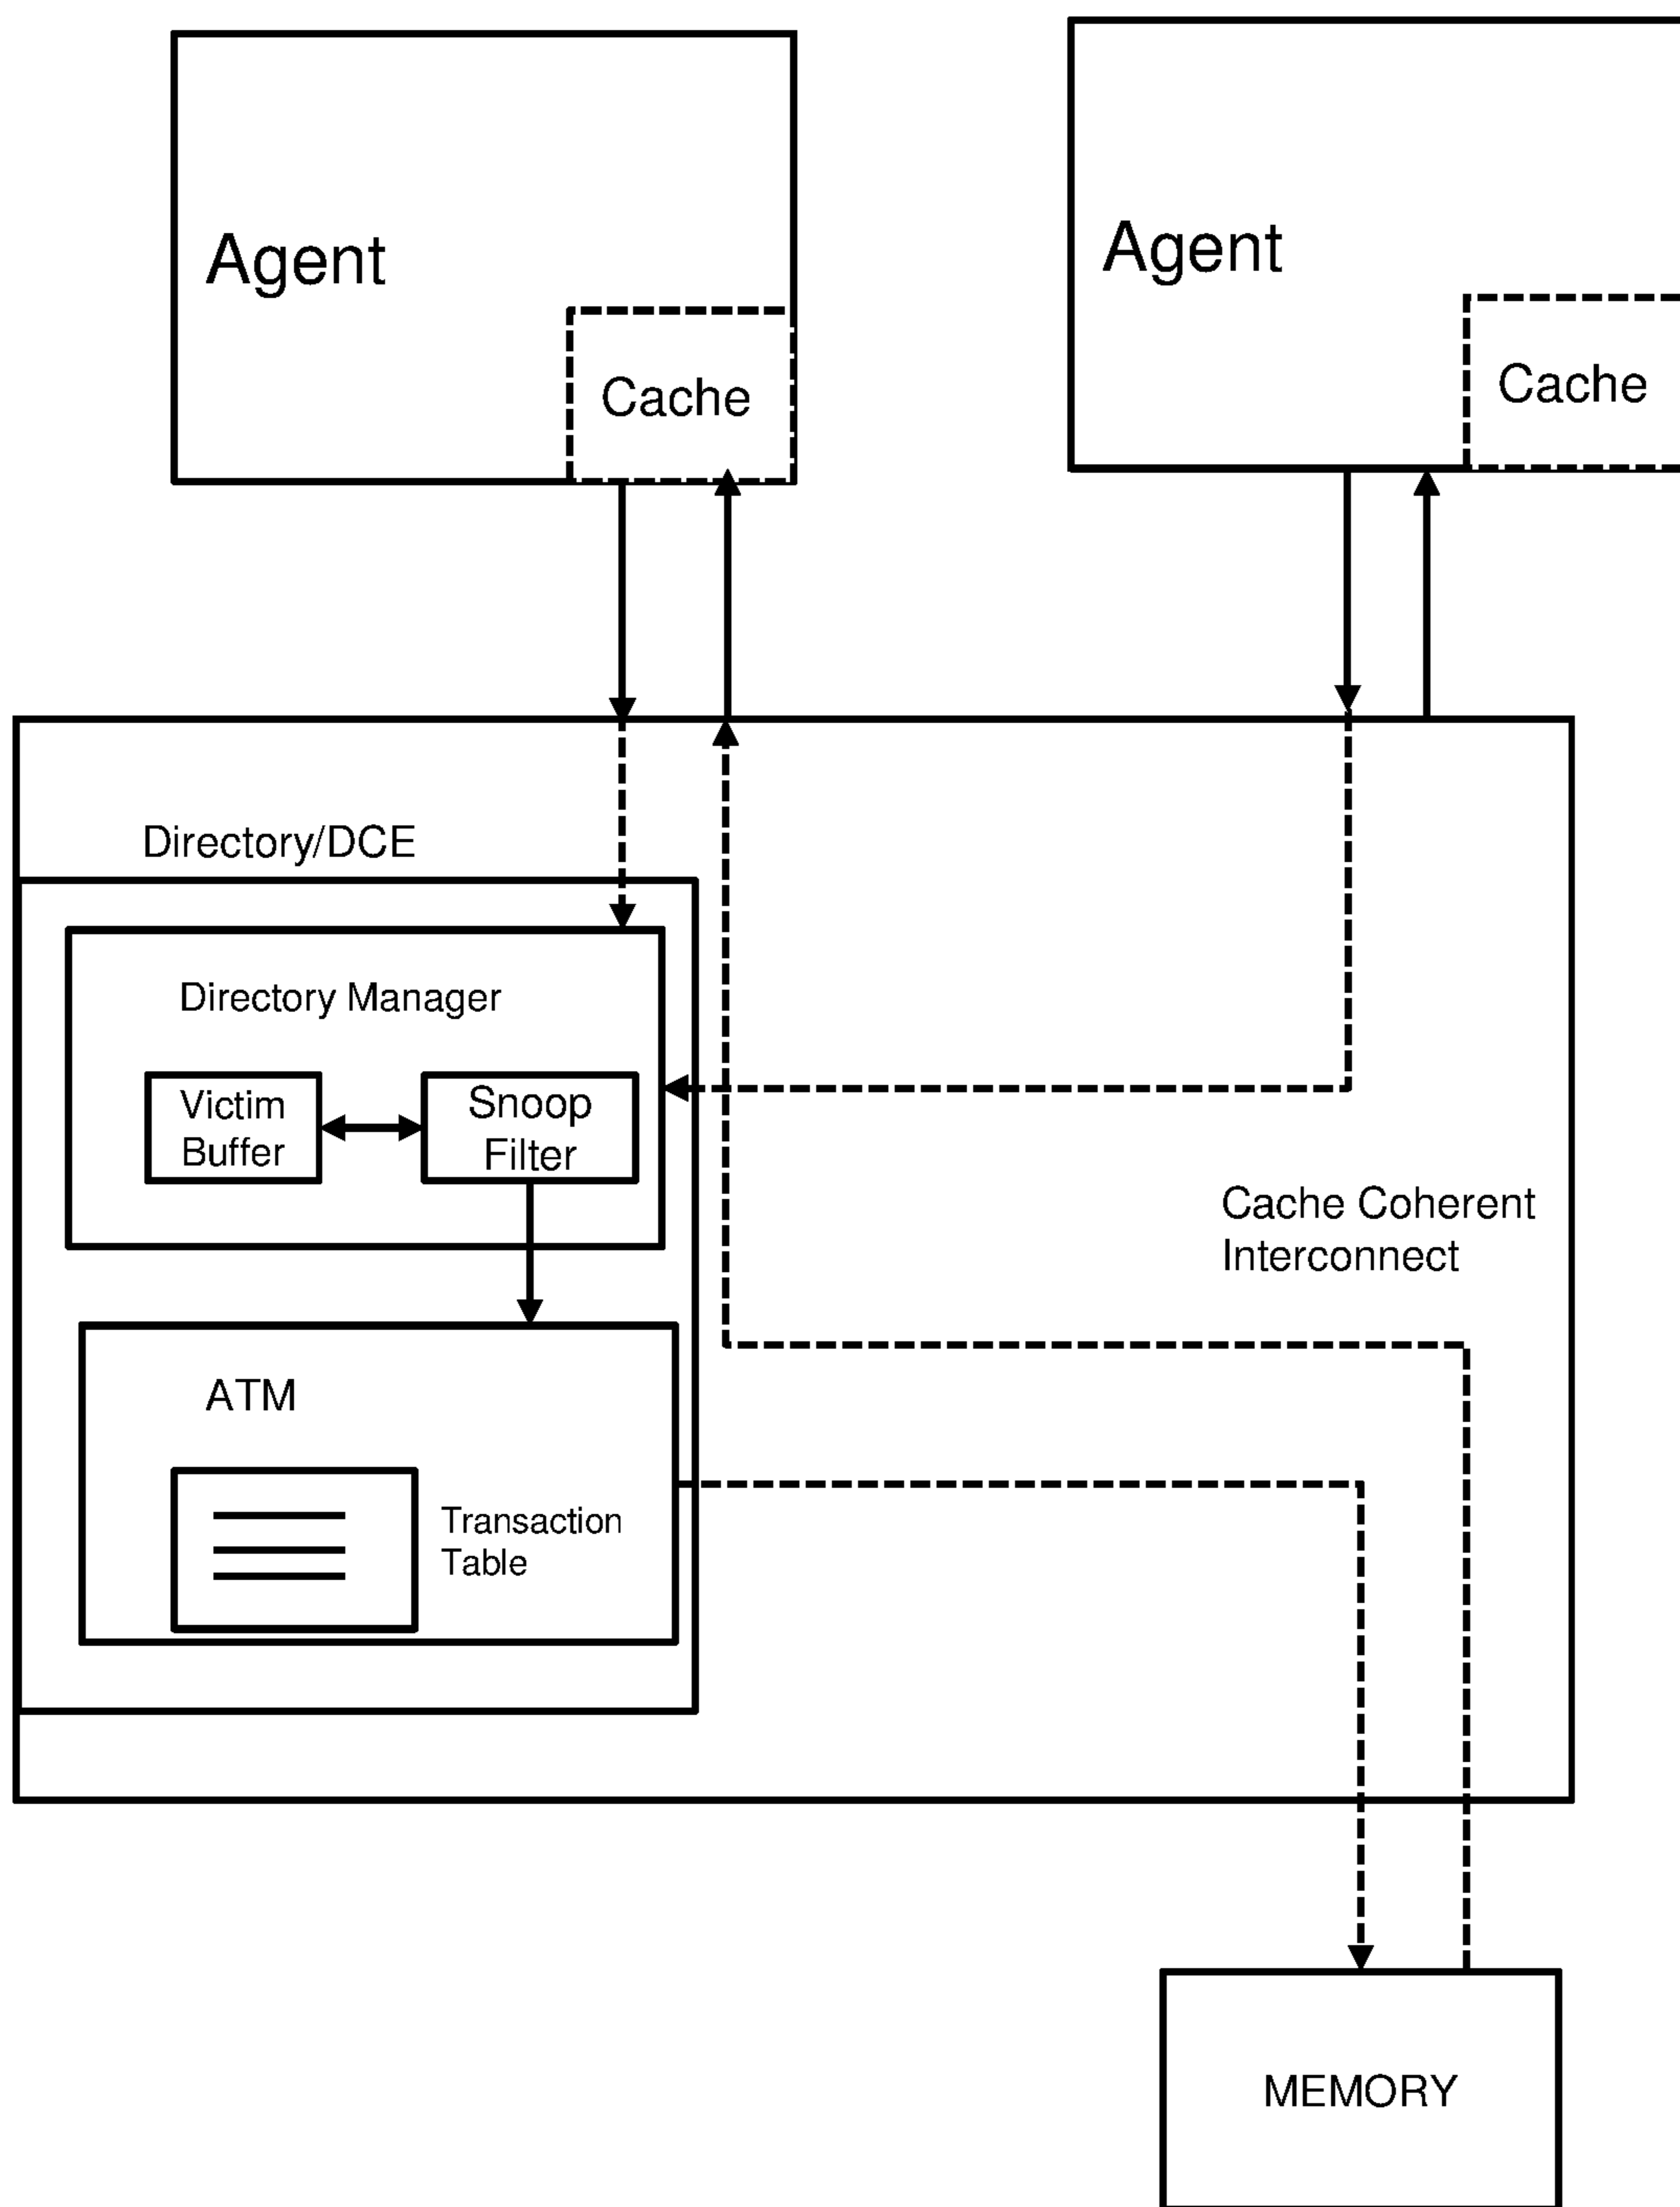 Agent
Cache
Agent
Cache
Directory/DCE
Directory Manager
Victim
Buffer
Snoop
Filter
Cache Coherent
Interconnect
ATM
Transaction
Table
MEMORY